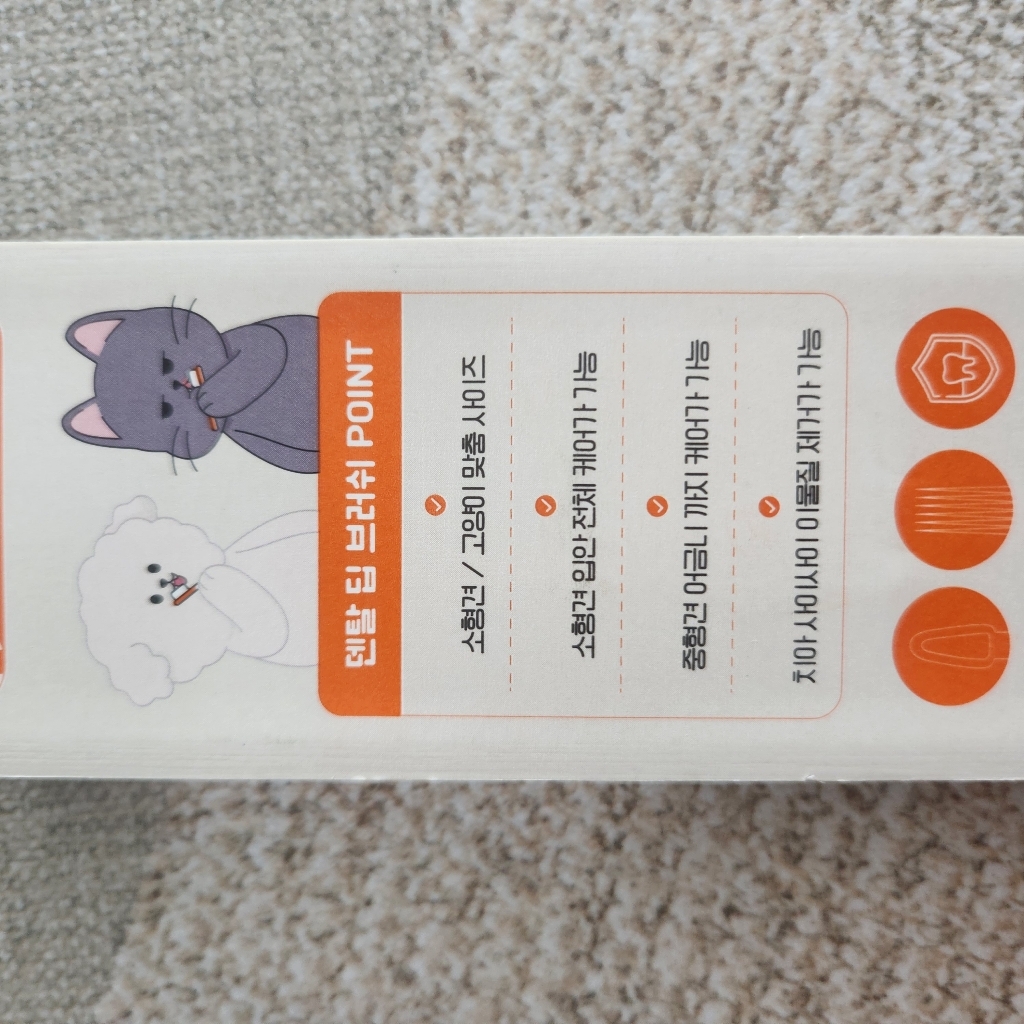 덴탈 딥 브러쉬 POINT
소형견 / 고양이 맞춤 사이즈
소형견 입안 전체 케어가 가능
중형견 어금니 까지 케어가 가능
치아 사이사이 이물질 제거가 가능